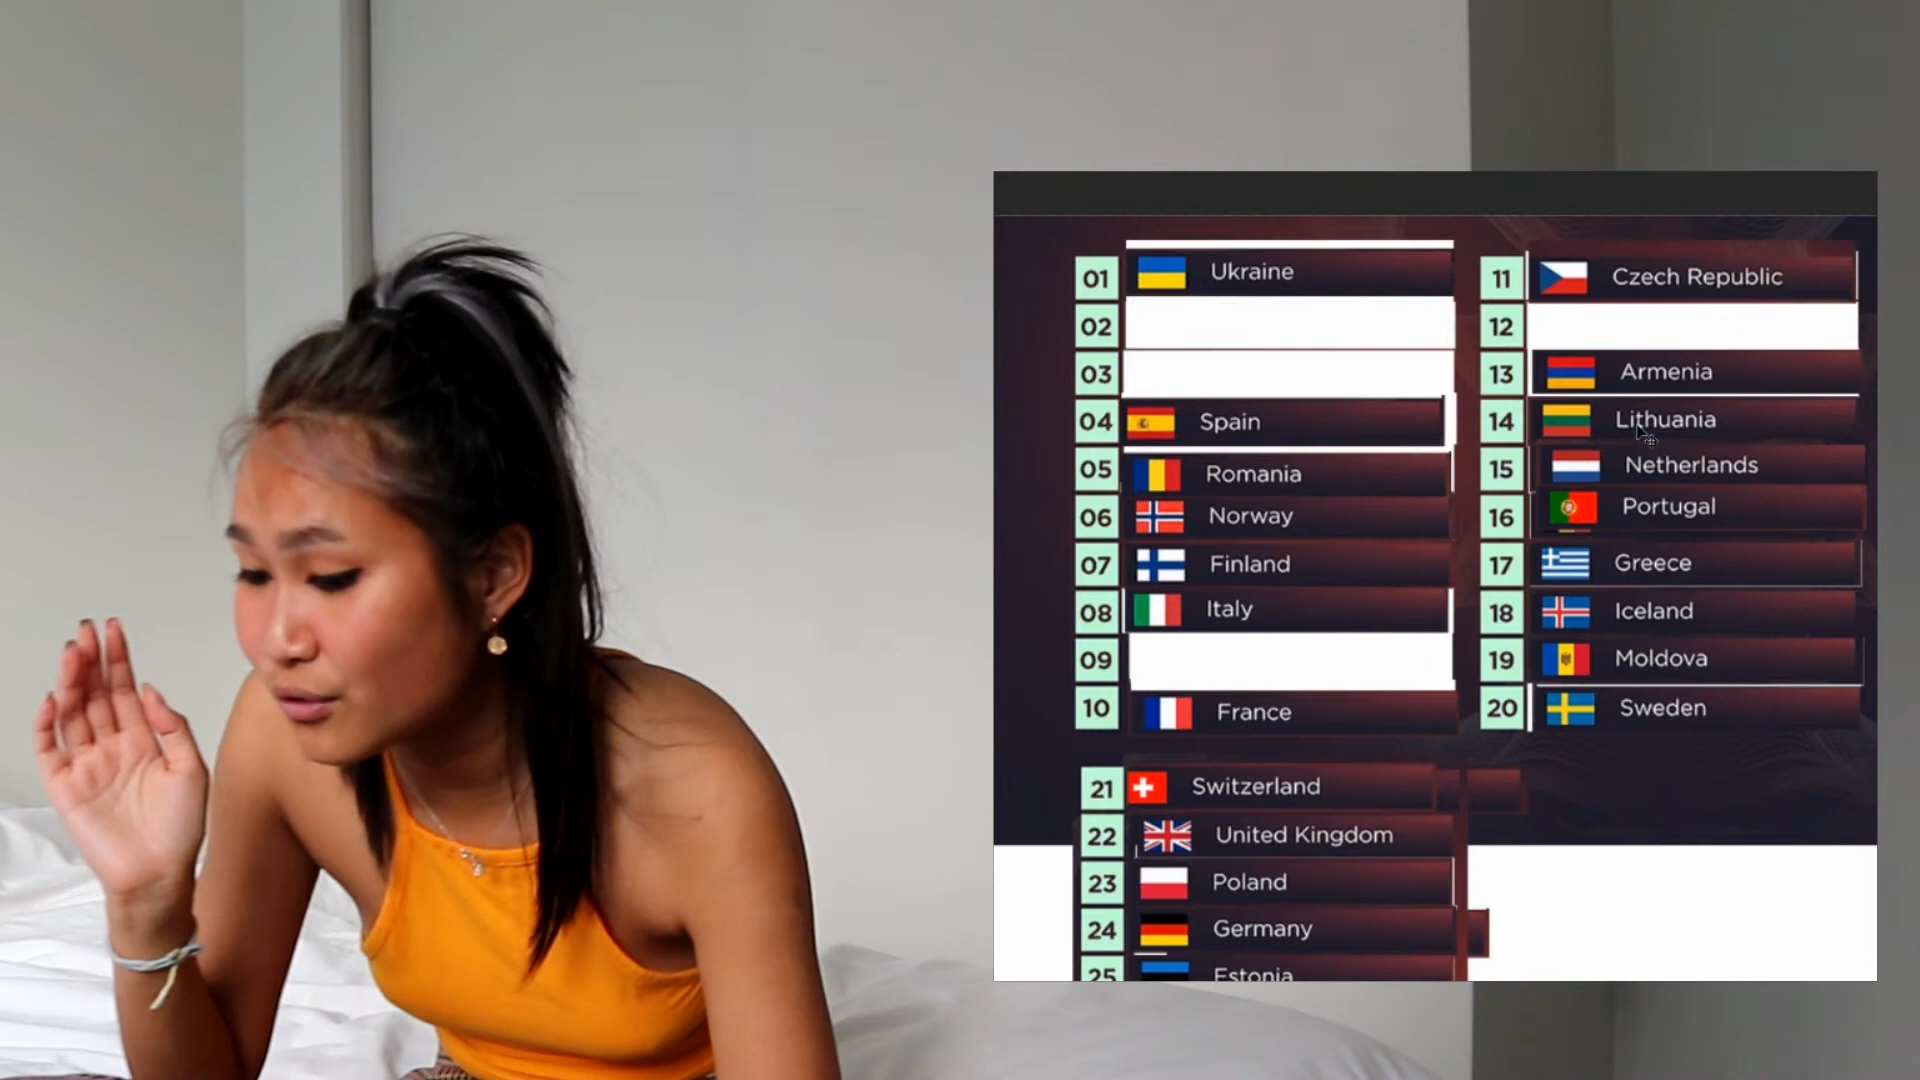 01 Ukraine
02
03
04 Spain
05 Romania
06 Norway
07 Finland
08 Italy
09
10 France
11 Czech Republic
12
13 Armenia
14 Lithuania
15 Netherlands
16 Portugal
17 Greece
18 Iceland
19 Moldova
20 Sweden
21 Switzerland
22 United Kingdom
23 Poland
24 Germany
25 Estonia